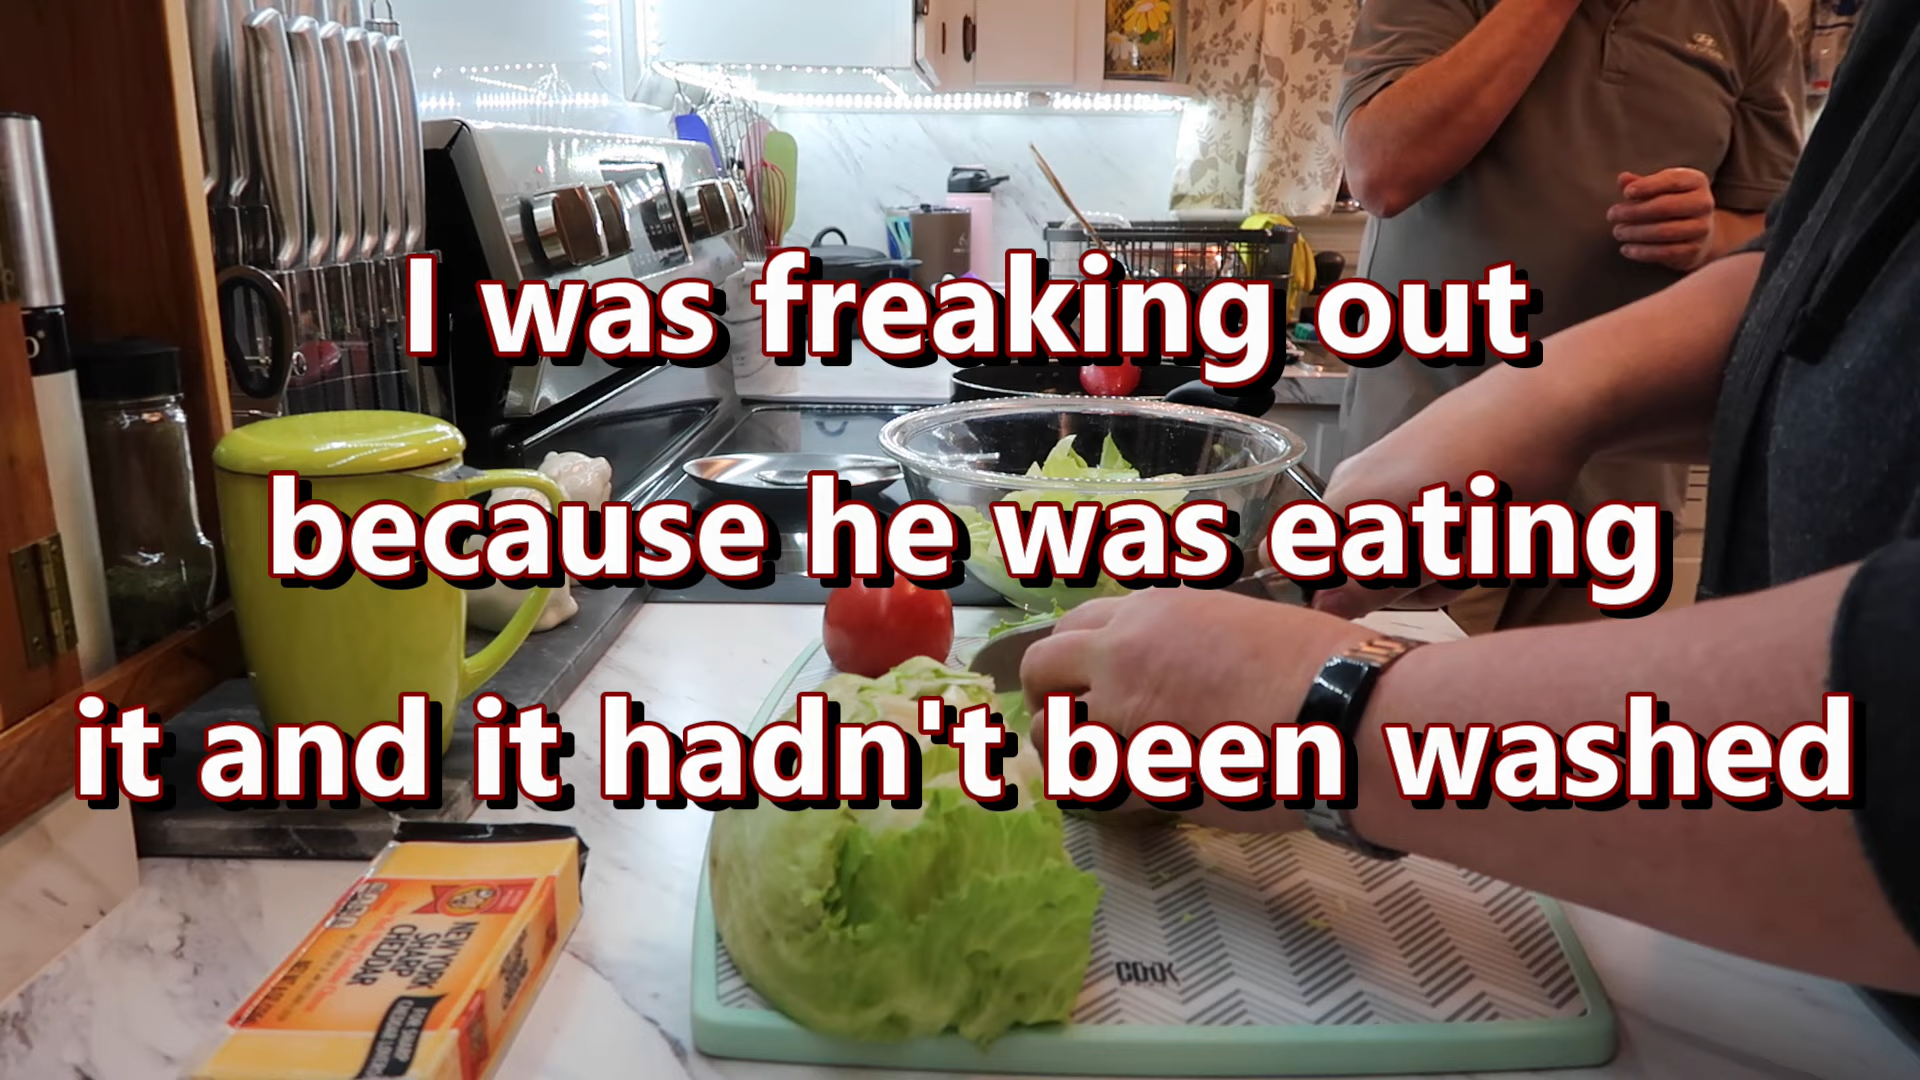 I was freaking out
because he was eating
it and it hadn't been washed
NEW YORK
SHARP
CHEDDAR
COOK